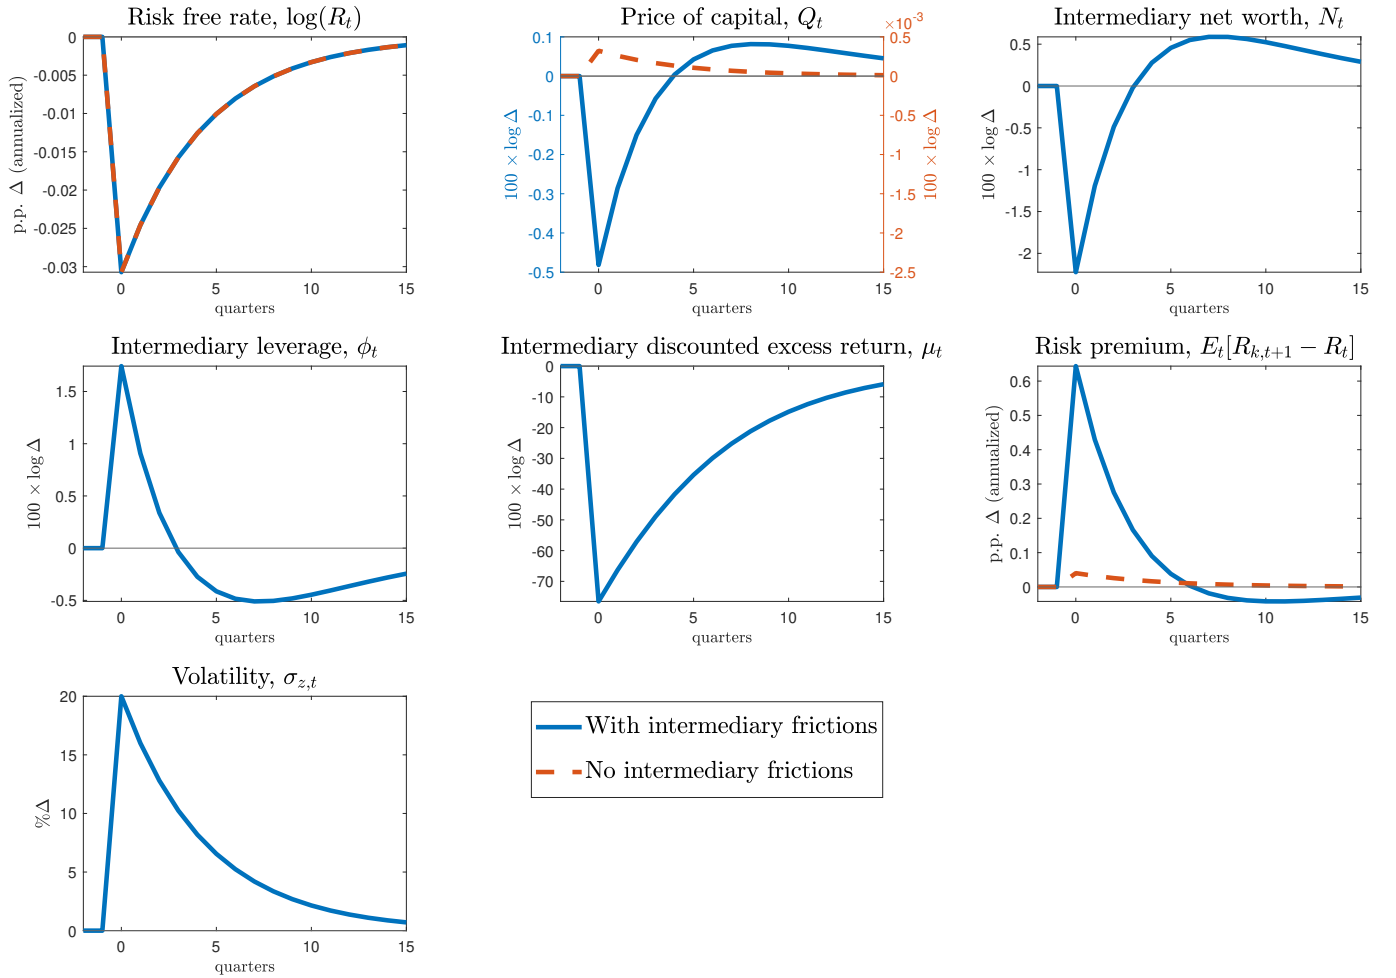 Risk free rate, log(R_t)
0
-0.005
-0.01
-0.015
-0.02
-0.025
-0.03
p.p. Δ (annualized)
0 5 10 15
quarters
Price of capital, Q_t
×10^-3
0.1
0
-0.1
-0.2
-0.3
-0.4
-0.5
100 × log Δ
0.5
0
-0.5
-1
-1.5
-2
-2.5
100 × log Δ
0 5 10 15
quarters
Intermediary net worth, N_t
0.5
0
-0.5
-1
-1.5
-2
100 × log Δ
0 5 10 15
quarters
Intermediary leverage, ϕ_t
1.5
1
0.5
0
-0.5
100 × log Δ
0 5 10 15
quarters
Intermediary discounted excess return, μ_t
0
-10
-20
-30
-40
-50
-60
-70
100 × log Δ
0 5 10 15
quarters
Risk premium, E_t[R_{k,t+1} − R_t]
0.6
0.5
0.4
0.3
0.2
0.1
0
p.p. Δ (annualized)
0 5 10 15
quarters
Volatility, σ_{z,t}
20
15
10
5
0
%Δ
0 5 10 15
quarters
With intermediary frictions
No intermediary frictions